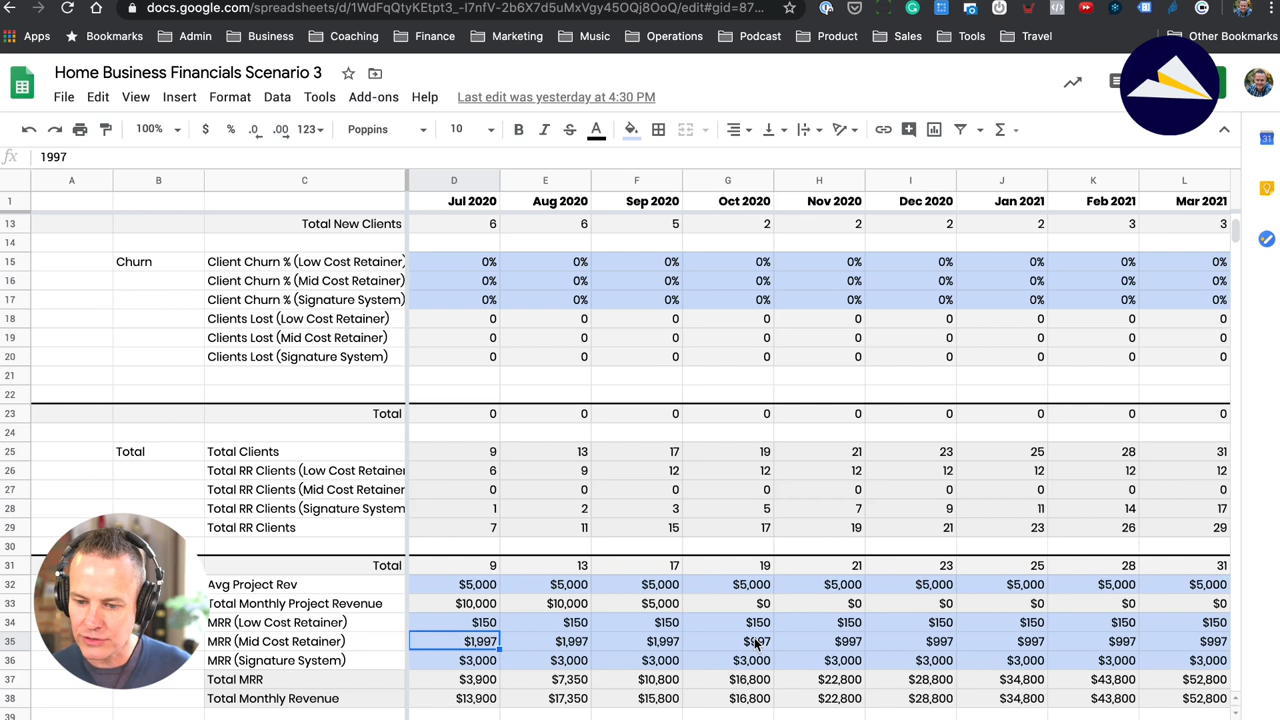 docs.google.com/spreadsheets/d/1WdFqQtyKEtpt3_-l7nfV-2b6X7d5uMxVgy45OQj8OoQ/edit#gid=87...
Apps Bookmarks Admin Business Coaching Finance Marketing Music Operations Podcast Product Sales Tools Travel Other Bookmarks
Home Business Financials Scenario 3
File Edit View Insert Format Data Tools Add-ons Help Last edit was yesterday at 4:30 PM
100% $ % .0 .00 123 Poppins 10 B I S A
fx 1997
A B C D E F G H I J K L
1 Jul 2020 Aug 2020 Sep 2020 Oct 2020 Nov 2020 Dec 2020 Jan 2021 Feb 2021 Mar 2021
13 Total New Clients 6 6 5 2 2 2 2 3 3
14
15 Churn Client Churn % (Low Cost Retainer) 0% 0% 0% 0% 0% 0% 0% 0% 0%
16 Client Churn % (Mid Cost Retainer) 0% 0% 0% 0% 0% 0% 0% 0% 0%
17 Client Churn % (Signature System) 0% 0% 0% 0% 0% 0% 0% 0% 0%
18 Clients Lost (Low Cost Retainer) 0 0 0 0 0 0 0 0 0
19 Clients Lost (Mid Cost Retainer) 0 0 0 0 0 0 0 0 0
20 Clients Lost (Signature System) 0 0 0 0 0 0 0 0 0
21
22
23 Total 0 0 0 0 0 0 0 0 0
24
25 Total Total Clients 9 13 17 19 21 23 25 28 31
26 Total RR Clients (Low Cost Retainer 6 9 12 12 12 12 12 12 12
27 Total RR Clients (Mid Cost Retainer 0 0 0 0 0 0 0 0 0
28 Total RR Clients (Signature System 1 2 3 5 7 9 11 14 17
29 Total RR Clients 7 11 15 17 19 21 23 26 29
30
31 Total 9 13 17 19 21 23 25 28 31
32 Avg Project Rev $5,000 $5,000 $5,000 $5,000 $5,000 $5,000 $5,000 $5,000 $5,000
33 Total Monthly Project Revenue $10,000 $10,000 $5,000 $0 $0 $0 $0 $0 $0
34 MRR (Low Cost Retainer) $150 $150 $150 $150 $150 $150 $150 $150 $150
35 MRR (Mid Cost Retainer) $1,997 $1,997 $1,997 $997 $997 $997 $997 $997 $997
36 MRR (Signature System) $3,000 $3,000 $3,000 $3,000 $3,000 $3,000 $3,000 $3,000 $3,000
37 Total MRR $3,900 $7,350 $10,800 $16,800 $22,800 $28,800 $34,800 $43,800 $52,800
38 Total Monthly Revenue $13,900 $17,350 $15,800 $16,800 $22,800 $28,800 $34,800 $43,800 $52,800
39